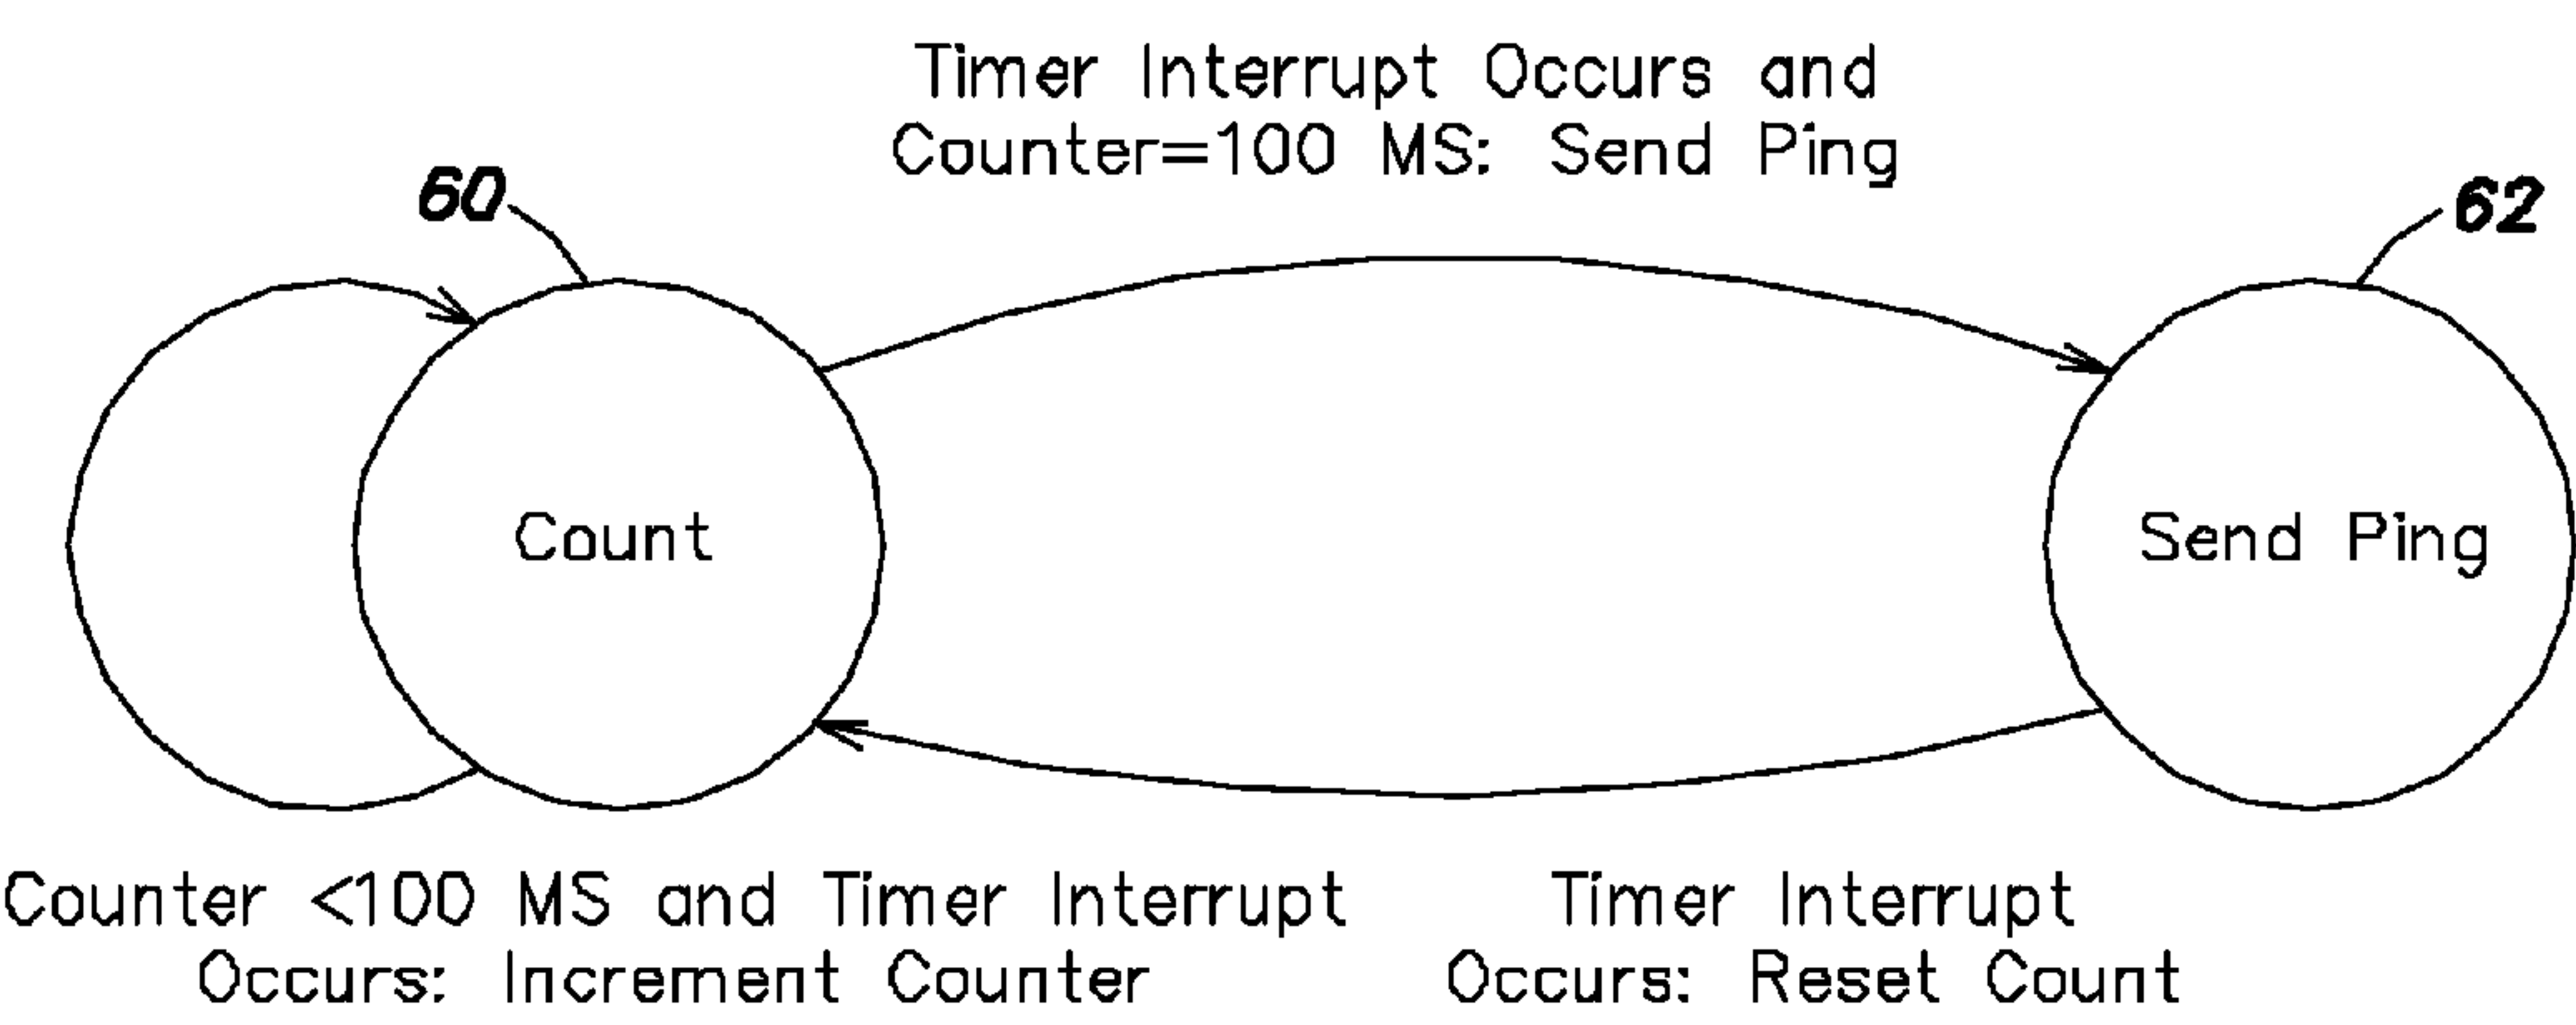 Timer Interrupt Occurs and
Counter=100 MS: Send Ping
60
62
Count
Send Ping
Counter <100 MS and Timer Interrupt
Occurs: Increment Counter
Timer Interrupt
Occurs: Reset Count